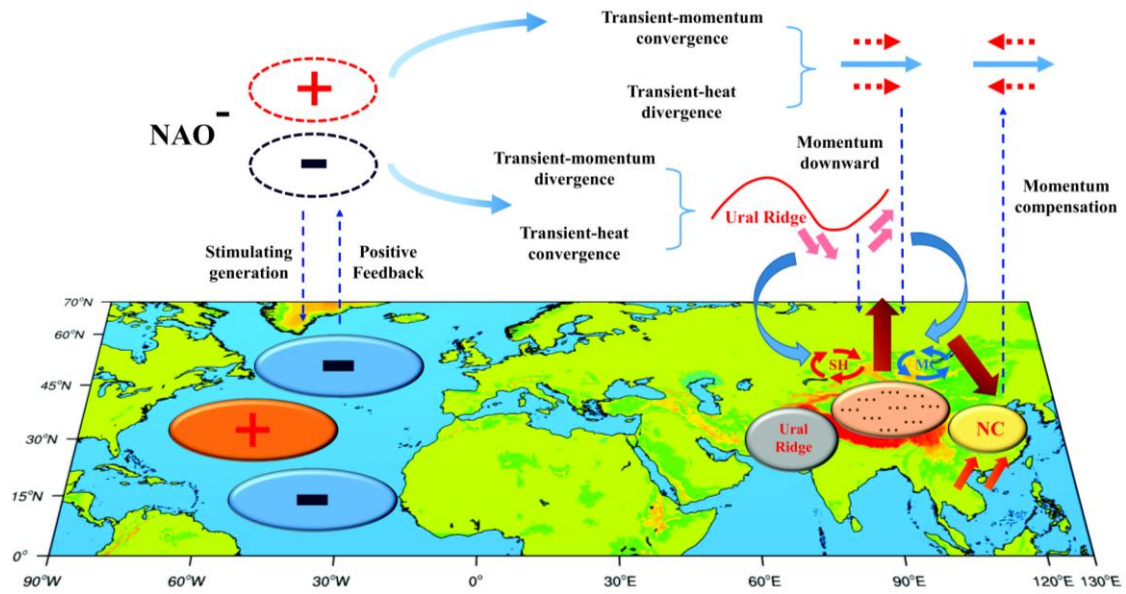 Transient-momentum
convergence
Transient-heat
divergence
NAO-
+
-
Transient-momentum
divergence
Transient-heat
convergence
Momentum
downward
Ural Ridge
Momentum
compensation
Stimulating
generation
Positive
Feedback
70°N
60°N
45°N
30°N
15°N
0°
-
+
-
SH
MC
Ural
Ridge
NC
90°W
60°W
30°W
0°
30°E
60°E
90°E
120°E
130°E